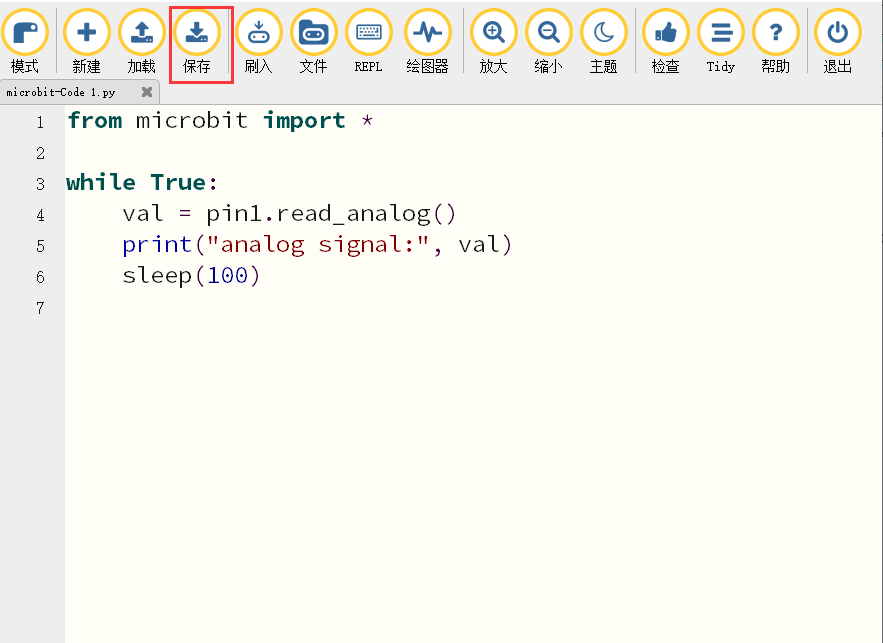 模式 新建 加载 保存 刷入 文件 REPL 绘图器 放大 缩小 主题 检查 Tidy 帮助 退出
microbit-Code 1.py
1 from microbit import *
2
3 while True:
4     val = pin1.read_analog()
5     print("analog signal:", val)
6     sleep(100)
7